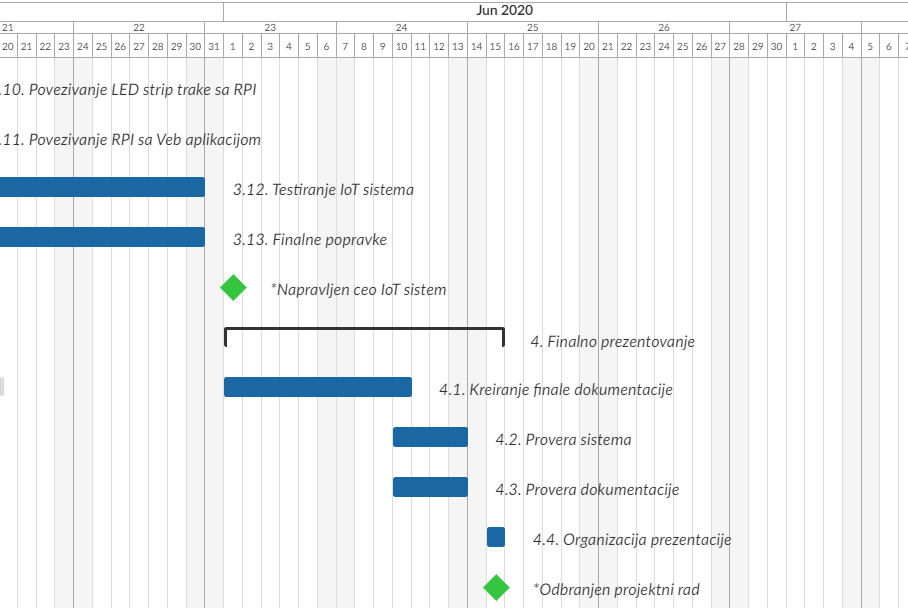 Jun 2020
21 22 23 24 25 26 27
20 21 22 23 24 25 26 27 28 29 30 31 1 2 3 4 5 6 7 8 9 10 11 12 13 14 15 16 17 18 19 20 21 22 23 24 25 26 27 28 29 30 1 2 3 4 5 6 7
.10. Povezivanje LED strip trake sa RPI
.11. Povezivanje RPI sa Veb aplikacijom
3.12. Testiranje IoT sistema
3.13. Finalne popravke
*Napravljen ceo IoT sistem
4. Finalno prezentovanje
4.1. Kreiranje finale dokumentacije
4.2. Provera sistema
4.3. Provera dokumentacije
4.4. Organizacija prezentacije
*Odbranjen projektni rad